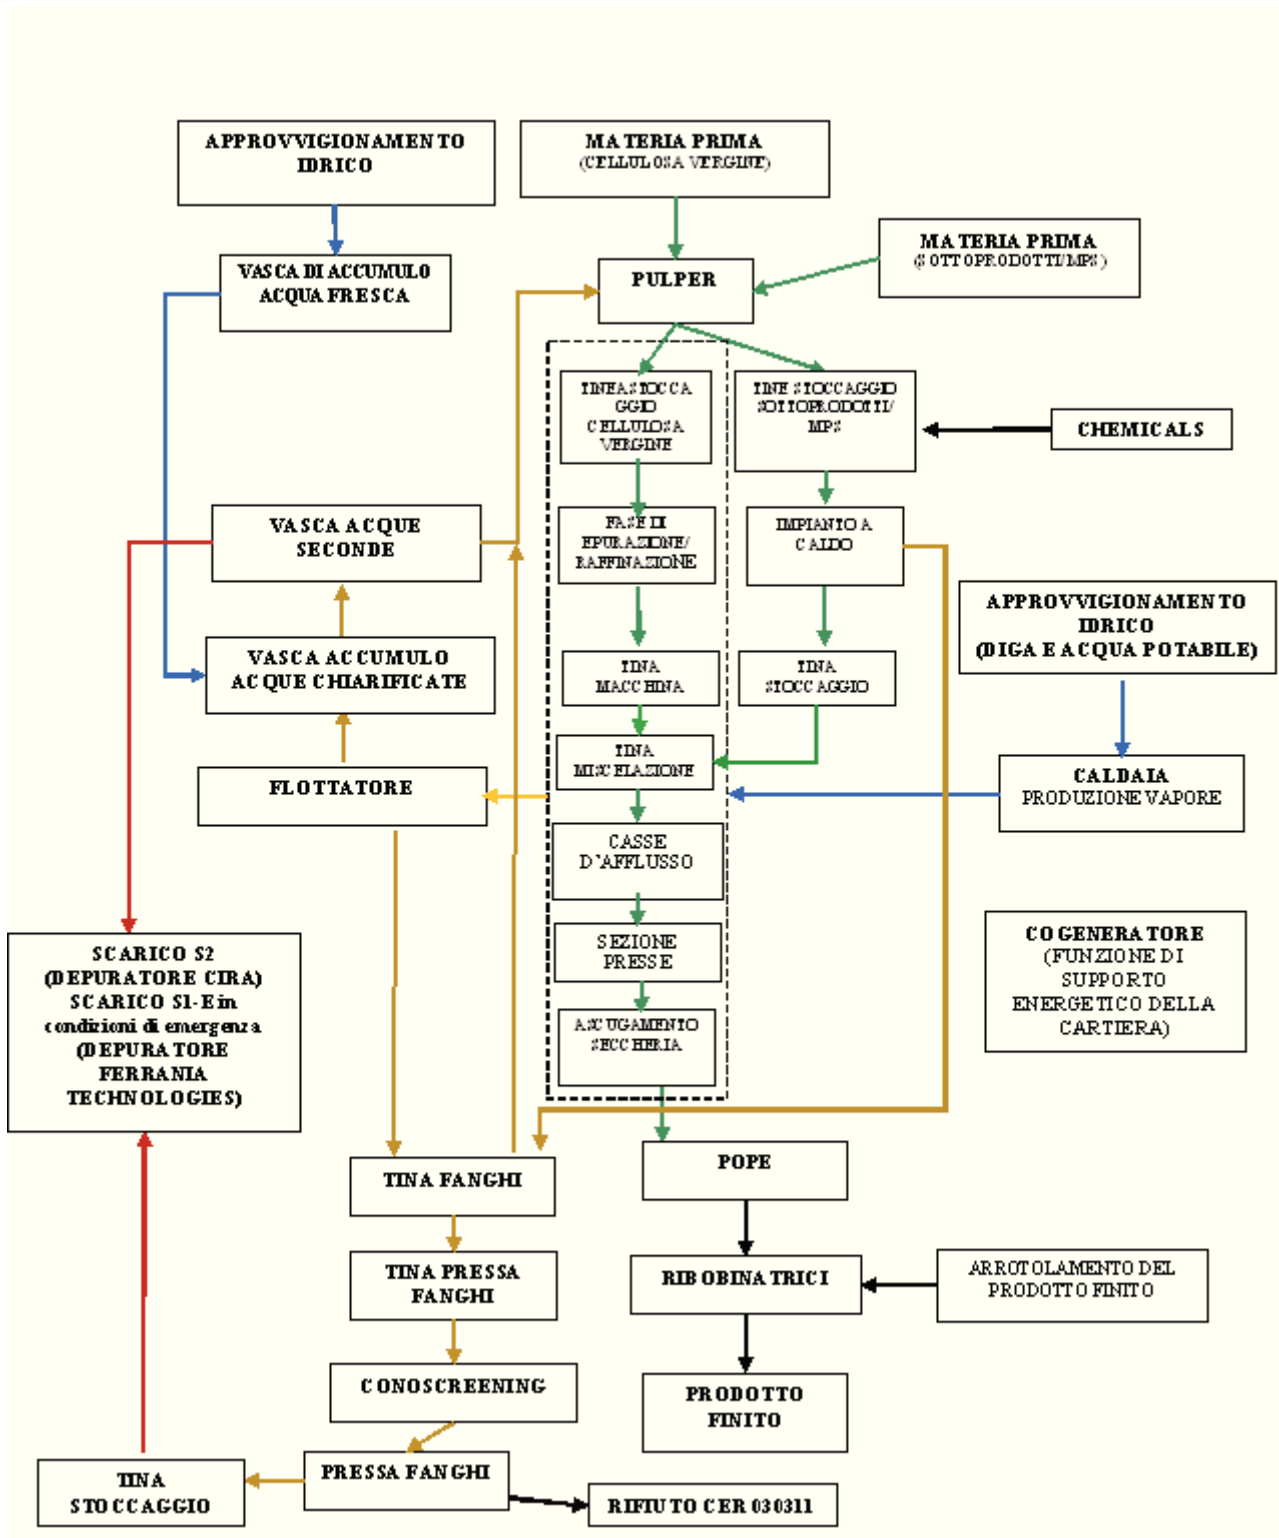 APPROVVIGIONAMENTO
IDRICO
MATERIA PRIMA
(CELLULOSA VERGINE)
MATERIA PRIMA
(SOTTOPRODOTTI/MPS)
VASCA DI ACCUMULO
ACQUA FRESCA
PULPER
TINE A STOCCA
GGIO
CELLULOSA
VERGINE
TINE STOCCAGGIO
SOTTOPRODOTTI/
MPS
CHEMICALS
VASCA ACQUE
SECONDE
FASE DI
EPURAZIONE/
RAFFINAZIONE
IMPIANTO A
CALDO
APPROVVIGIONAMENTO
IDRICO
(DIGA E ACQUA POTABILE)
VASCA ACCUMULO
ACQUE CHIARIFICATE
TINA
MACCHINA
TINA
STOCCAGGIO
TINA
MISCELAZIONE
FLOTTATORE
CALDAIA
PRODUZIONE VAPORE
CASSE
D'AFFLUSSO
SEZIONE
PRESSE
COGENERATORE
(FUNZIONE DI
SUPPORTO
ENERGETICO DELLA
CARTIERA)
SCARICO S2
(DEPURATORE CIRA)
SCARICO S1-E in
condizioni di emergenza
(DEPURATORE
FERRANIA
TECHNOLOGIES)
ASCUGAMENTO
SECCHERIA
TINA FANGHI
POPE
TINA PRESSA
FANGHI
RIBOBINATRICI
ARROTOLAMENTO DEL
PRODOTTO FINITO
CONOSCREENING
PRODOTTO
FINITO
PRESSA FANGHI
TINA
STOCCAGGIO
RIFIUTO CER 030311